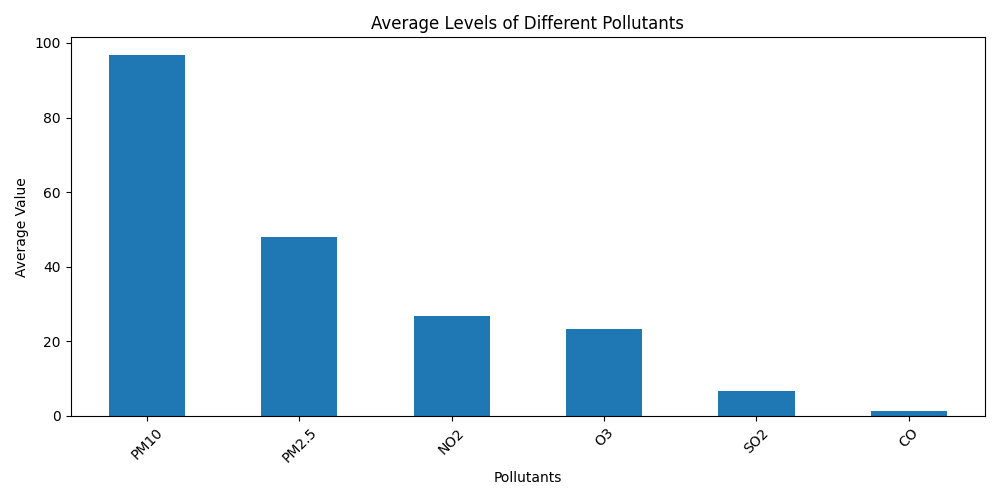 Average Levels of Different Pollutants
100
80
60
40
20
0
Average Value
PM10
PM2.5
NO2
O3
SO2
CO
Pollutants